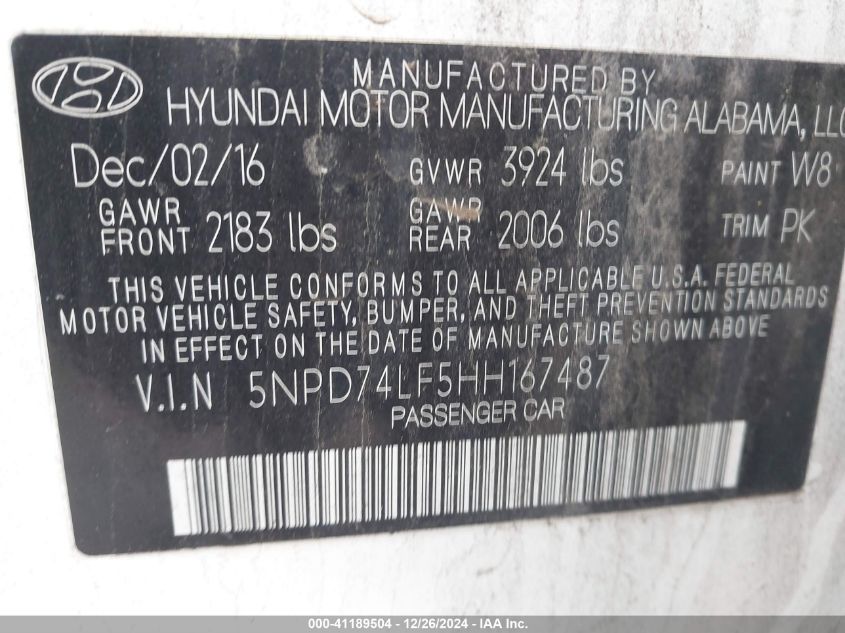 MANUFACTURED BY
HYUNDAI MOTOR MANUFACTURING ALABAMA, LLC
Dec/02/16 GVWR 3924 lbs PAINT W8
GAWR FRONT 2183 lbs GAWR REAR 2006 lbs TRIM PK
THIS VEHICLE CONFORMS TO ALL APPLICABLE U.S.A. FEDERAL
MOTOR VEHICLE SAFETY, BUMPER, AND THEFT PREVENTION STANDARDS
IN EFFECT ON THE DATE OF MANUFACTURE SHOWN ABOVE
V.I.N 5NPD74LF5HH167487
PASSENGER CAR
000-41189504 - 12/26/2024 - IAA Inc.